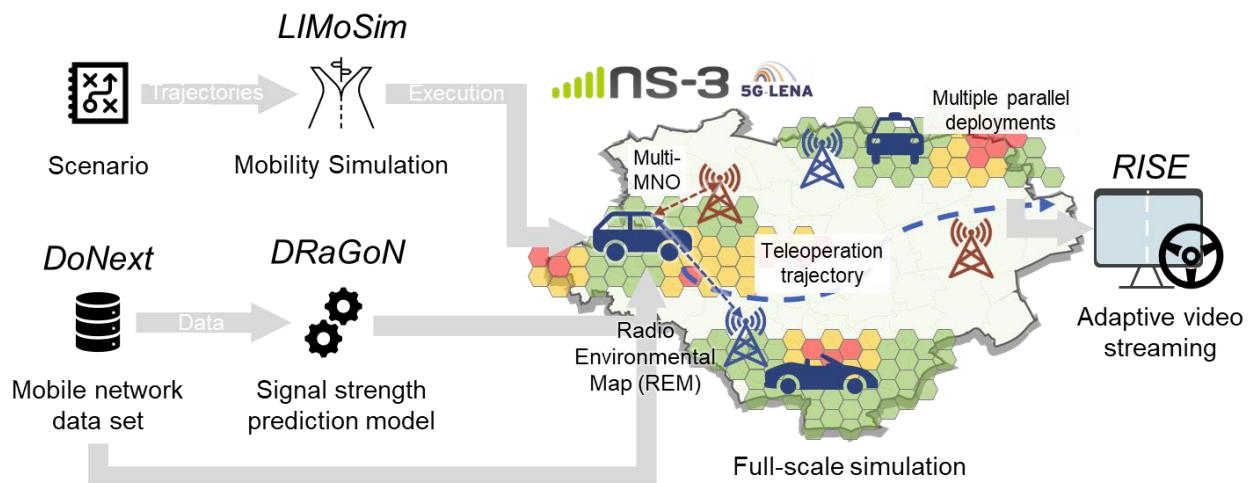 LIMoSim
Trajectories
Execution
Scenario
Mobility Simulation
DoNext
DRaGoN
Data
Mobile network
data set
Signal strength
prediction model
ns-3
5G-LENA
Multiple parallel
deployments
Multi-
MNO
Teleoperation
trajectory
Radio
Environmental
Map (REM)
Full-scale simulation
RISE
Adaptive video
streaming